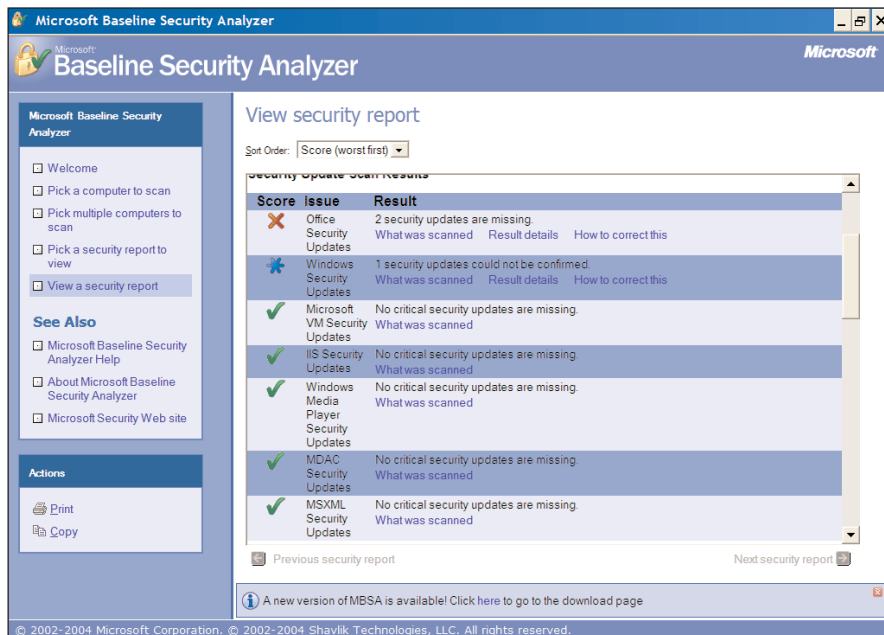 Microsoft Baseline Security Analyzer
Microsoft
Baseline Security Analyzer
Microsoft
Microsoft Baseline Security
Analyzer
Welcome
Pick a computer to scan
Pick multiple computers to
scan
Pick a security report to
view
View a security report
See Also
Microsoft Baseline Security
Analyzer Help
About Microsoft Baseline
Security Analyzer
Microsoft Security Web site
Actions
Print
Copy
View security report
Sort Order: Score (worst first)
Security Update Scan Results
Score Issue Result
Office
Security
Updates
2 security updates are missing.
What was scanned Result details How to correct this
Windows
Security
Updates
1 security updates could not be confirmed.
What was scanned Result details How to correct this
Microsoft
VM Security
Updates
No critical security updates are missing.
What was scanned
IIS Security
Updates
No critical security updates are missing.
What was scanned
Windows
Media
Player
Security
Updates
No critical security updates are missing.
What was scanned
MDAC
Security
Updates
No critical security updates are missing.
What was scanned
MSXML
Security
Updates
No critical security updates are missing.
What was scanned
Previous security report
Next security report
A new version of MBSA is available! Click here to go to the download page
© 2002-2004 Microsoft Corporation, © 2002-2004 Shavlik Technologies, LLC. All rights reserved.